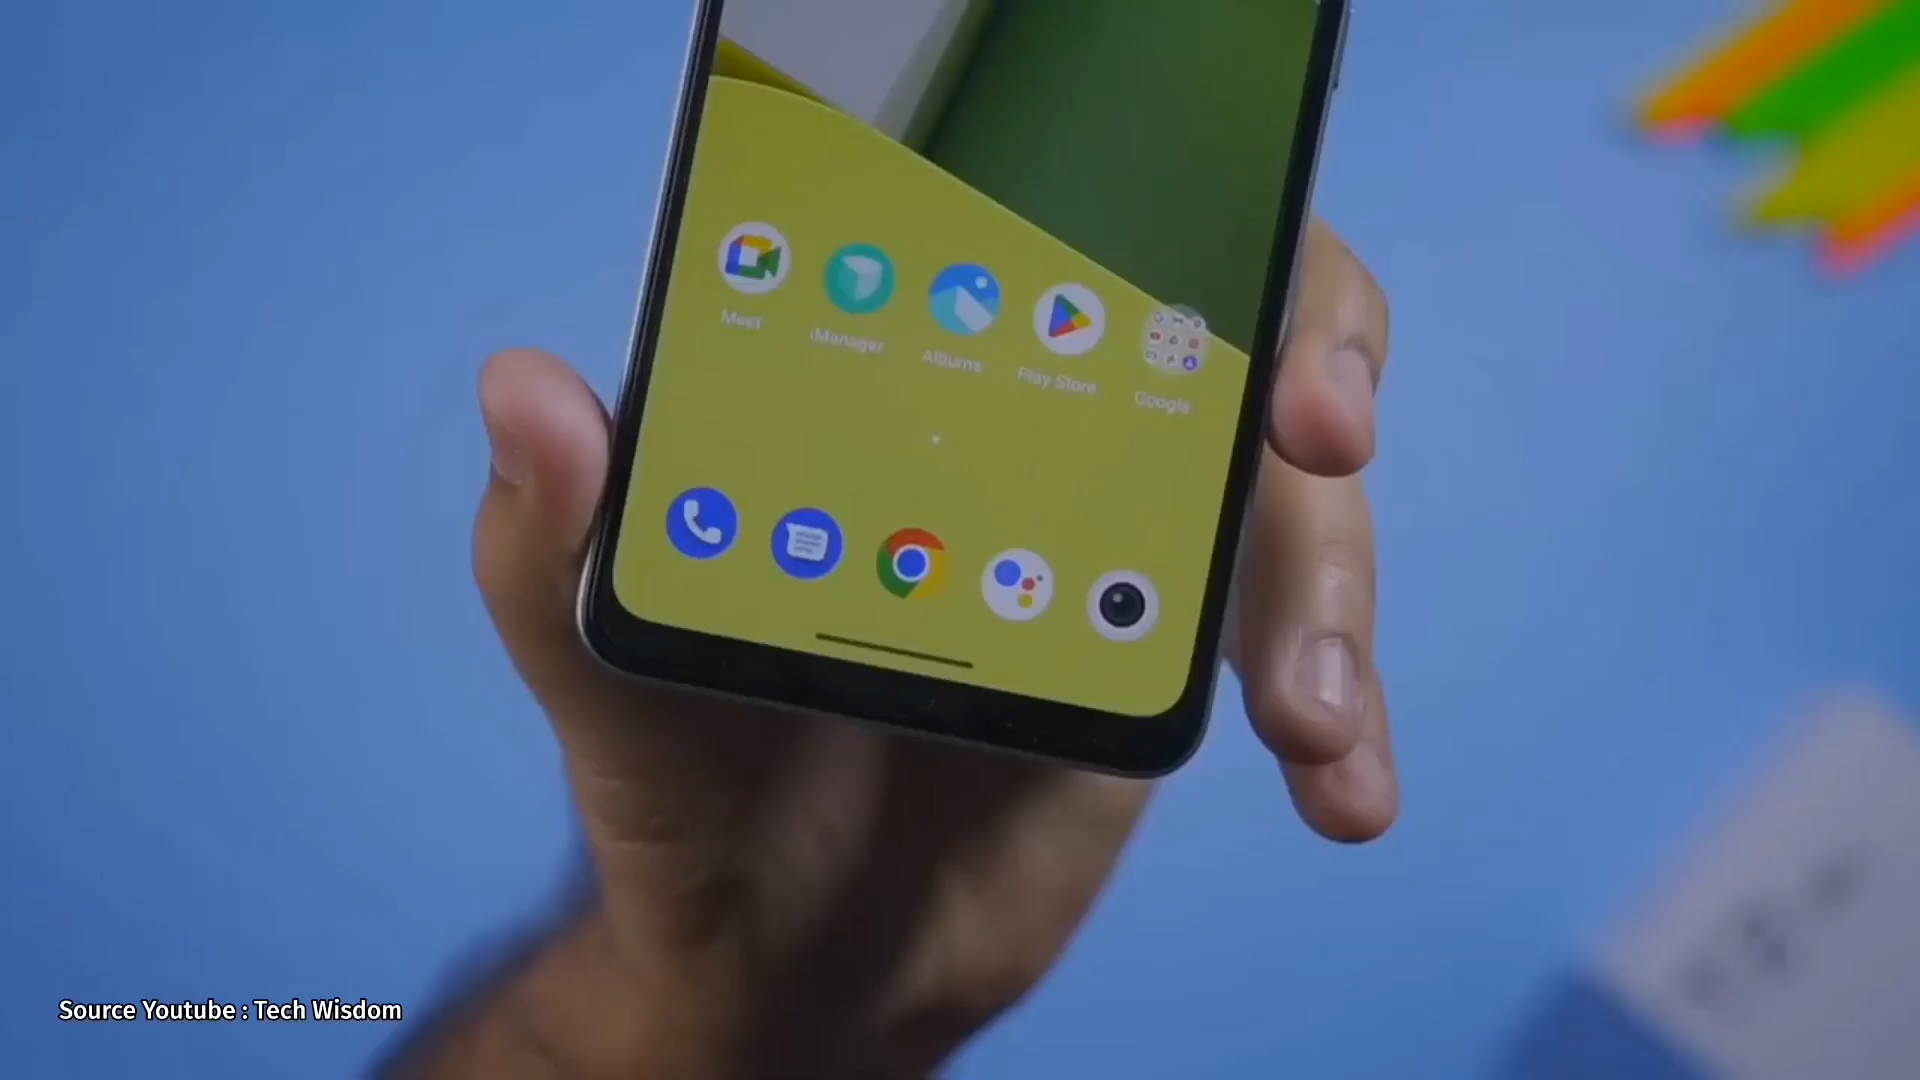 Meet
iManager
Albums
Play Store
Google
Source Youtube : Tech Wisdom